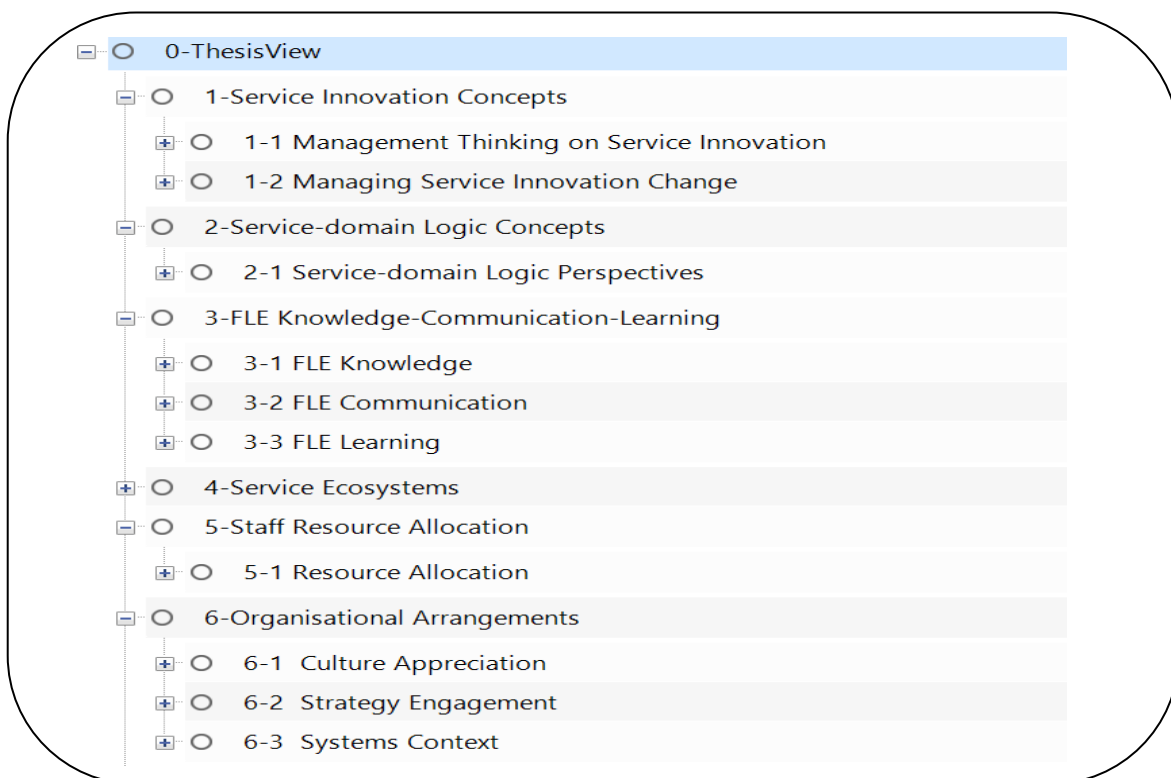 0-ThesisView
1-Service Innovation Concepts
1-1 Management Thinking on Service Innovation
1-2 Managing Service Innovation Change
2-Service-domain Logic Concepts
2-1 Service-domain Logic Perspectives
3-FLE Knowledge-Communication-Learning
3-1 FLE Knowledge
3-2 FLE Communication
3-3 FLE Learning
4-Service Ecosystems
5-Staff Resource Allocation
5-1 Resource Allocation
6-Organisational Arrangements
6-1 Culture Appreciation
6-2 Strategy Engagement
6-3 Systems Context